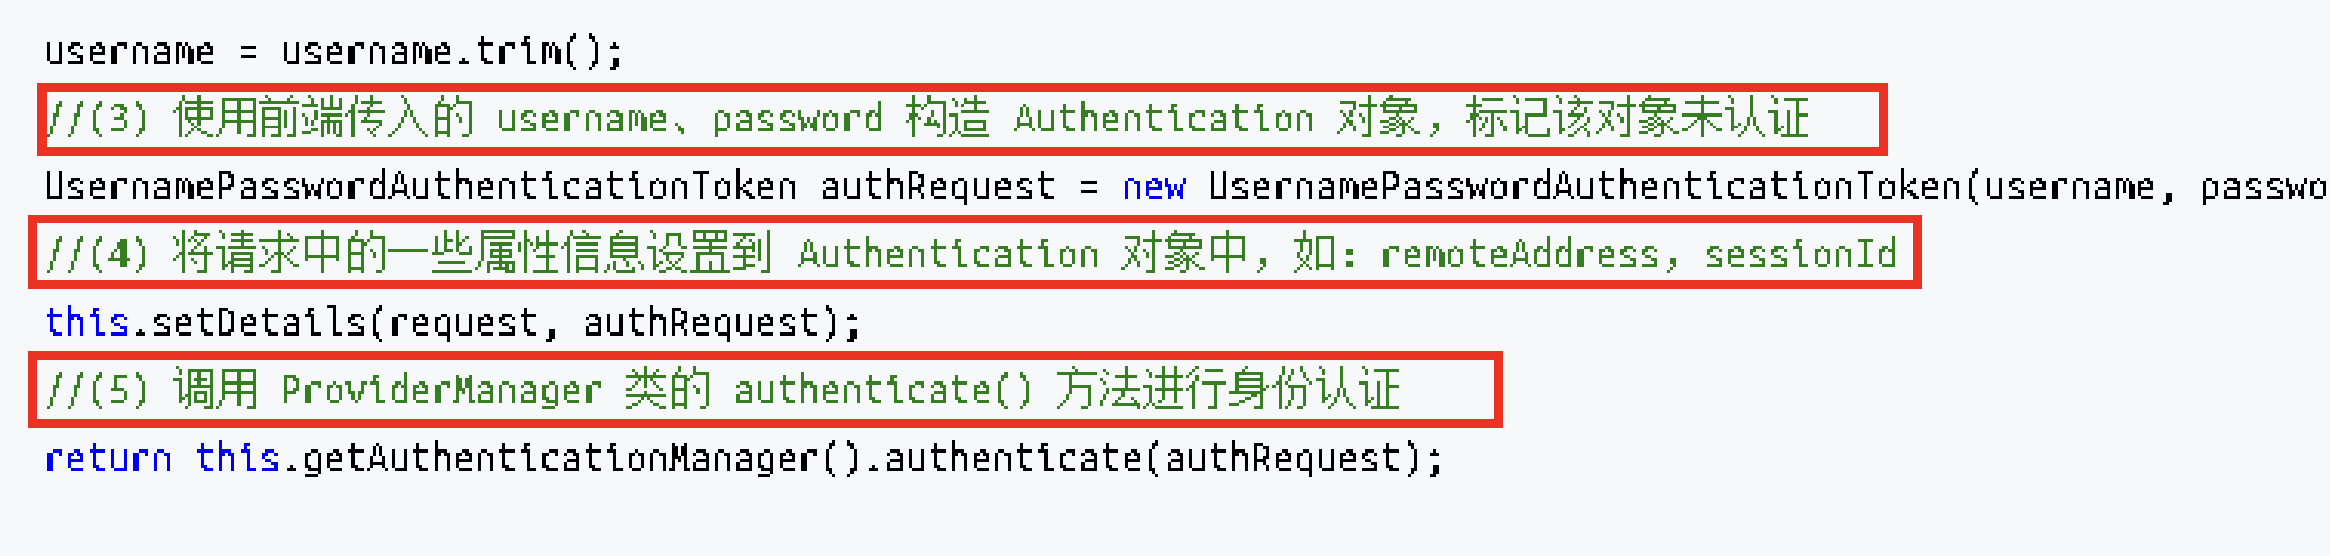 username = username.trim();
//(3) 使用前端传入的 username、password 构造 Authentication 对象，标记该对象未认证
UsernamePasswordAuthenticationToken authRequest = new UsernamePasswordAuthenticationToken(username, passwo
//(4) 将请求中的一些属性信息设置到 Authentication 对象中，如：remoteAddress，sessionId
this.setDetails(request, authRequest);
//(5) 调用 ProviderManager 类的 authenticate() 方法进行身份认证
return this.getAuthenticationManager().authenticate(authRequest);